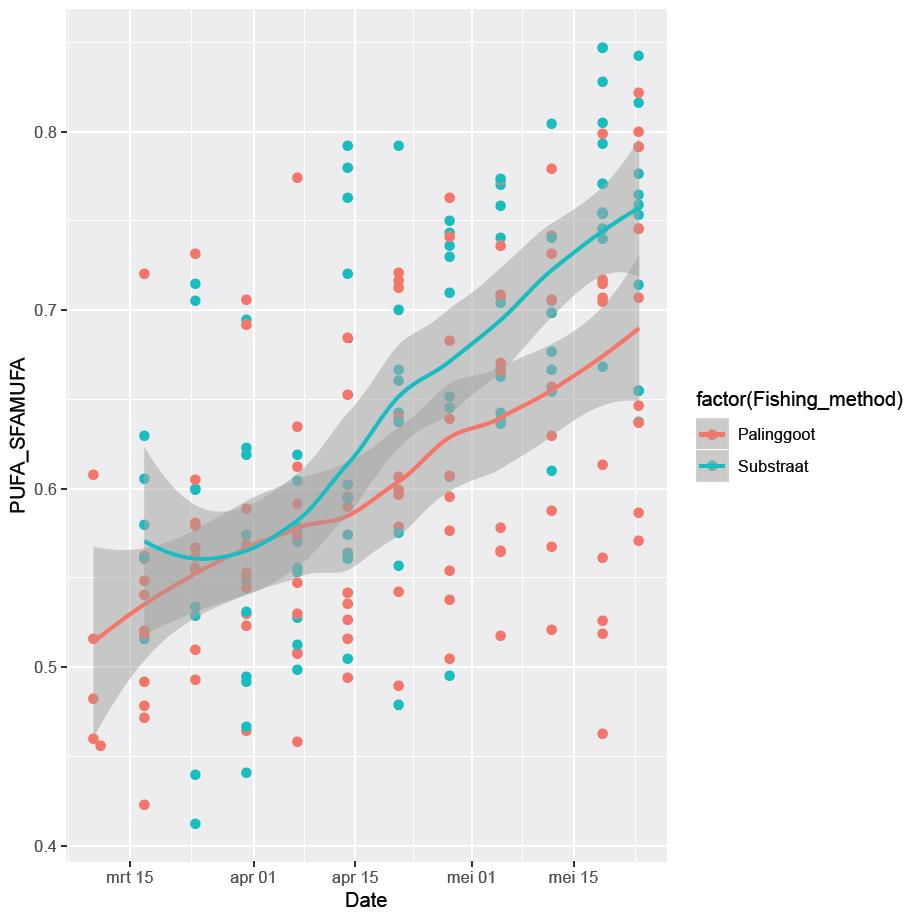 PUFA_SFAMUFA
0.8
0.7
0.6
0.5
0.4
mrt 15
apr 01
apr 15
mei 01
mei 15
Date
factor(Fishing_method)
Palinggoot
Substraat